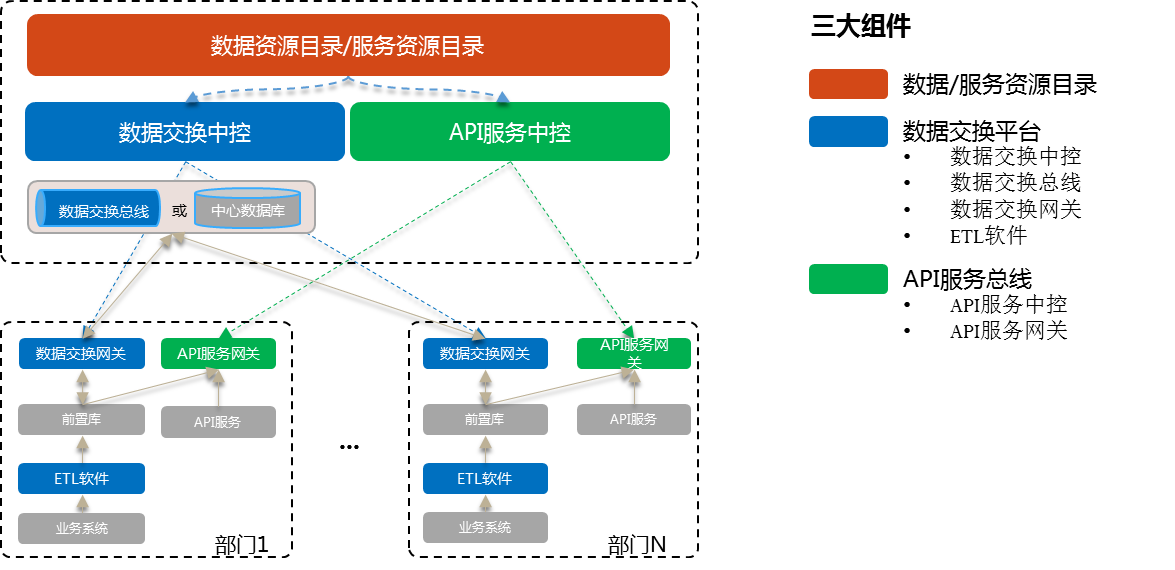 数据资源目录/服务资源目录
数据交换中控
API服务中控
数据交换总线
或
中心数据库
数据交换网关
API服务网关
前置库
API服务
ETL软件
业务系统
部门1
...
数据交换网关
API服务网
关
前置库
API服务
ETL软件
业务系统
部门N
三大组件
数据/服务资源目录
数据交换平台
• 数据交换中控
• 数据交换总线
• 数据交换网关
• ETL软件
API服务总线
• API服务中控
• API服务网关